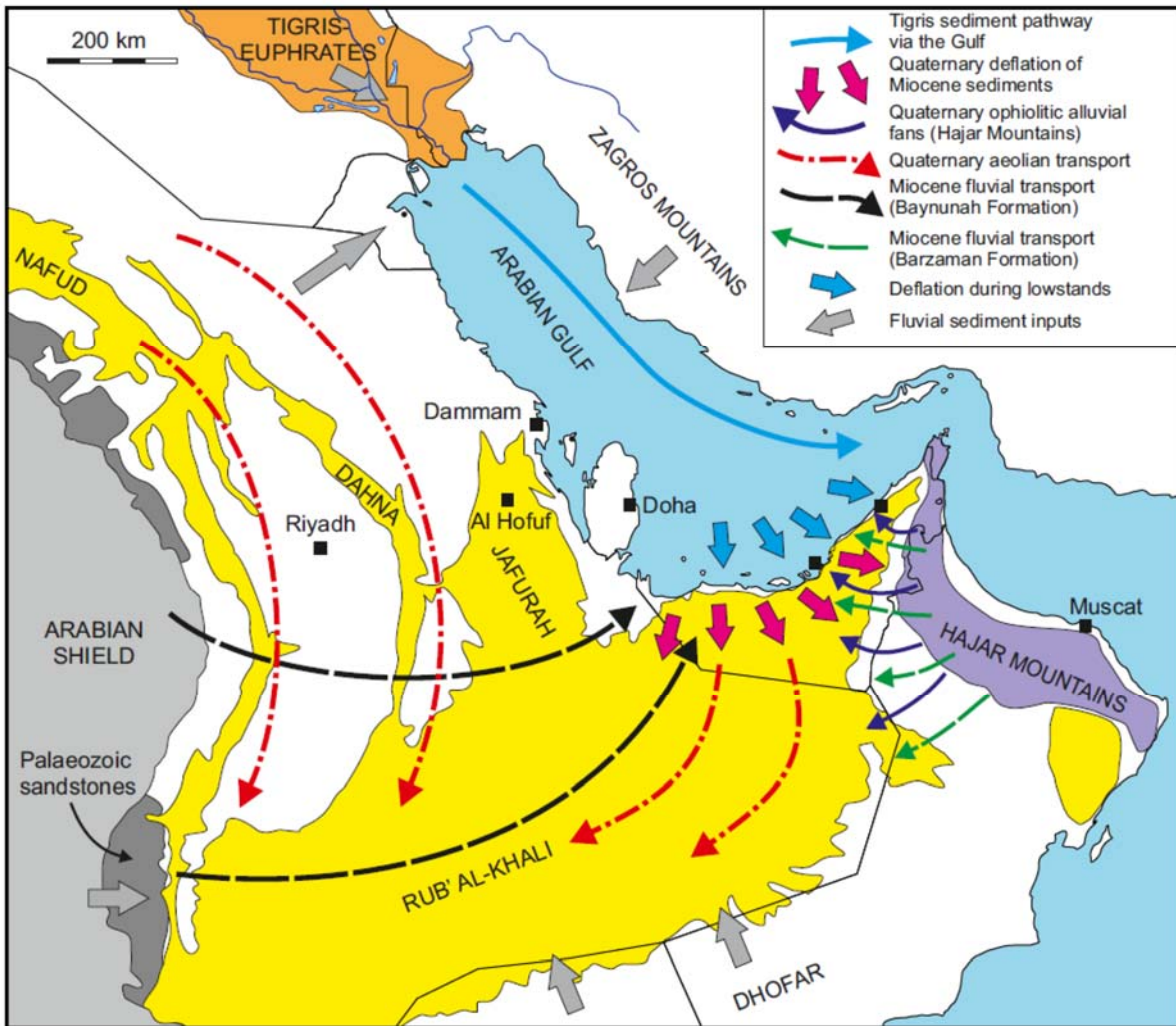 200 km
TIGRIS-
EUPHRATES
ZAGROS MOUNTAINS
Tigris sediment pathway
via the Gulf
Quaternary deflation of
Miocene sediments
Quaternary ophiolitic alluvial
fans (Hajar Mountains)
Quaternary aeolian transport
Miocene fluvial transport
(Baynunah Formation)
Miocene fluvial transport
(Barzaman Formation)
Deflation during lowstands
Fluvial sediment inputs
NAFUD
ARABIAN GULF
Dammam
DAHNA
Riyadh
Al Hofuf
Doha
JAFURAH
ARABIAN
SHIELD
Muscat
HAJAR MOUNTAINS
Palaeozoic
sandstones
RUB' AL-KHALI
DHOFAR